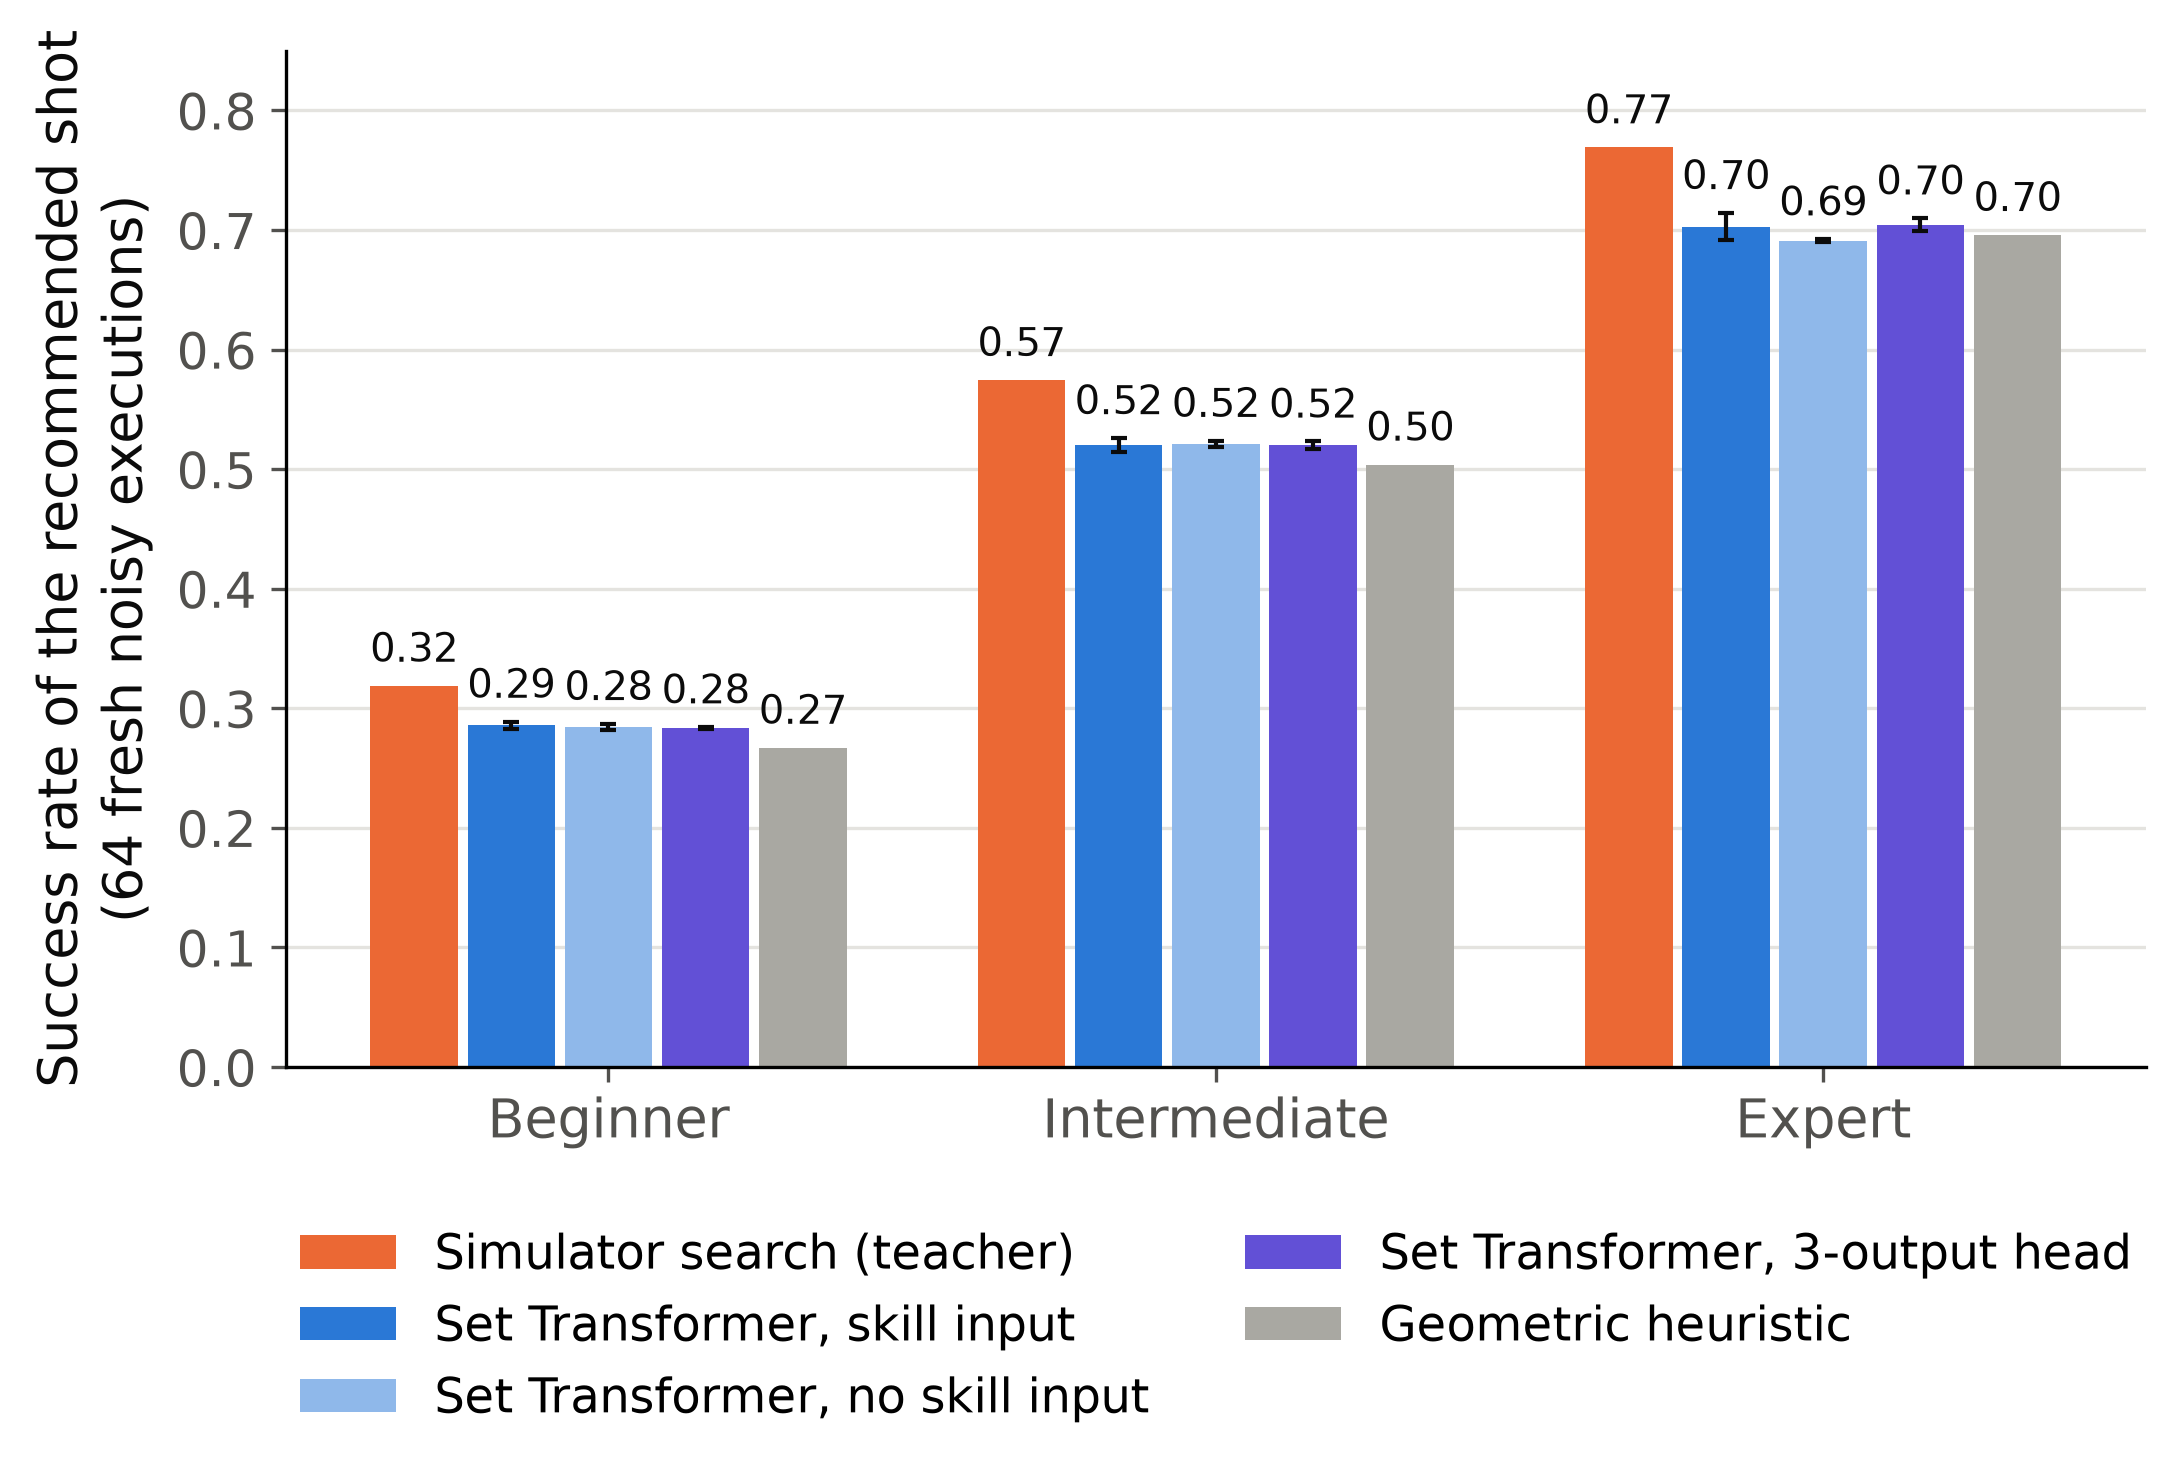 Success rate of the recommended shot
(64 fresh noisy executions)
0.8
0.7
0.6
0.5
0.4
0.3
0.2
0.1
0.0
0.32
0.29
0.28
0.28
0.27
0.57
0.52
0.52
0.52
0.50
0.77
0.70
0.69
0.70
0.70
Beginner
Intermediate
Expert
Simulator search (teacher)
Set Transformer, skill input
Set Transformer, no skill input
Set Transformer, 3-output head
Geometric heuristic